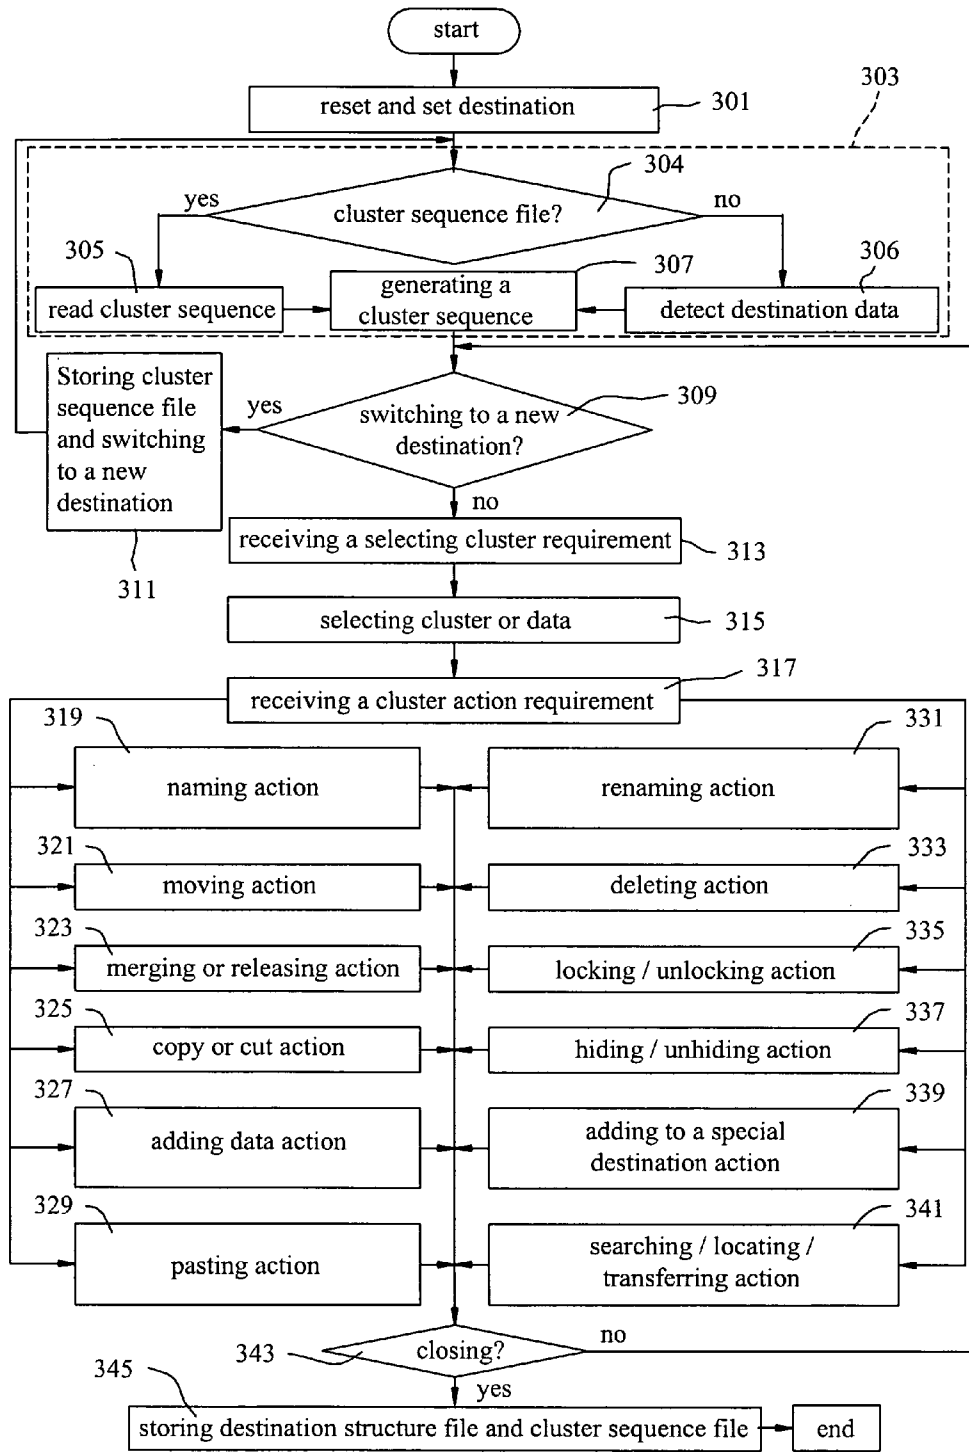 start
reset and set destination
301
303
304
cluster sequence file?
yes
no
305
307
306
read cluster sequence
generating a
cluster sequence
detect destination data
Storing cluster
sequence file
and switching
to a new
destination
yes
switching to a new
destination?
309
311
no
receiving a selecting cluster requirement
313
selecting cluster or data
315
317
receiving a cluster action requirement
319
naming action
331
renaming action
321
moving action
333
deleting action
323
merging or releasing action
335
locking / unlocking action
325
copy or cut action
337
hiding / unhiding action
327
adding data action
339
adding to a special
destination action
329
pasting action
341
searching / locating /
transferring action
343
closing?
no
yes
345
storing destination structure file and cluster sequence file
end